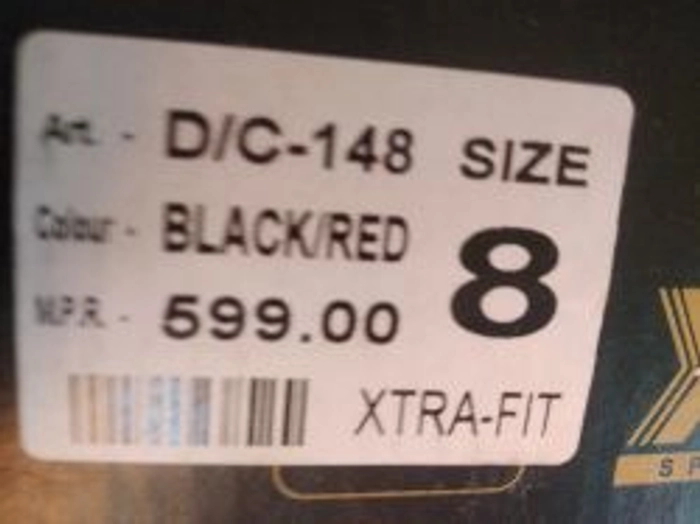 Art. - D/C-148 SIZE
Colour - BLACK/RED 8
M.P.R. - 599.00
XTRA-FIT